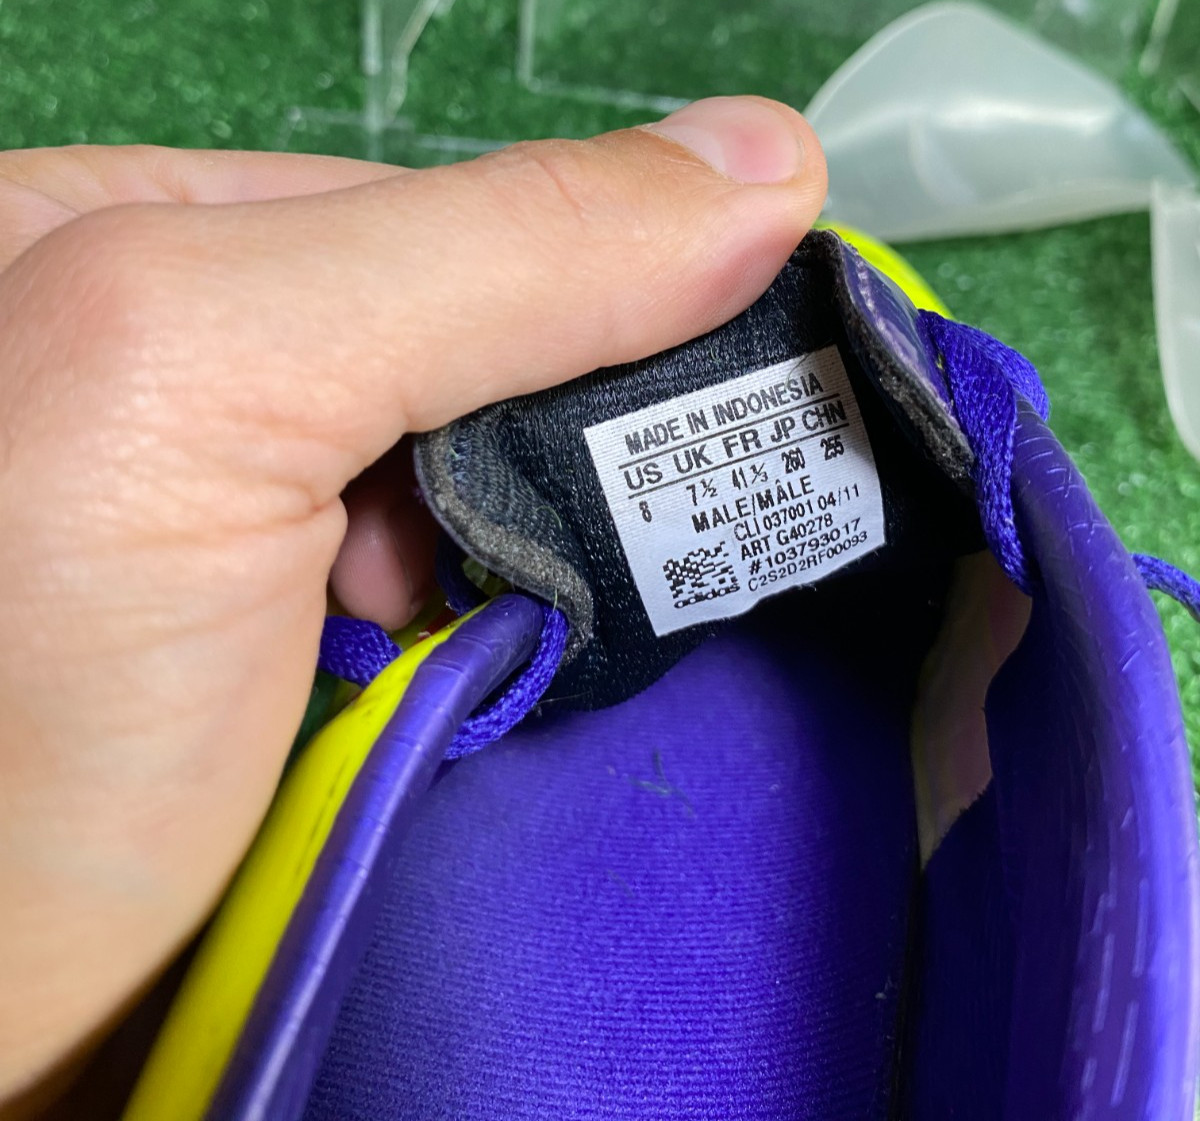 MADE IN INDONESIA
US UK FR JP CHN
8 7½ 41⅓ 260 255
MALE/MÂLE
CLI 037001 04/11
ART G40278
#103793017
C2S2D2RF00093
adidas